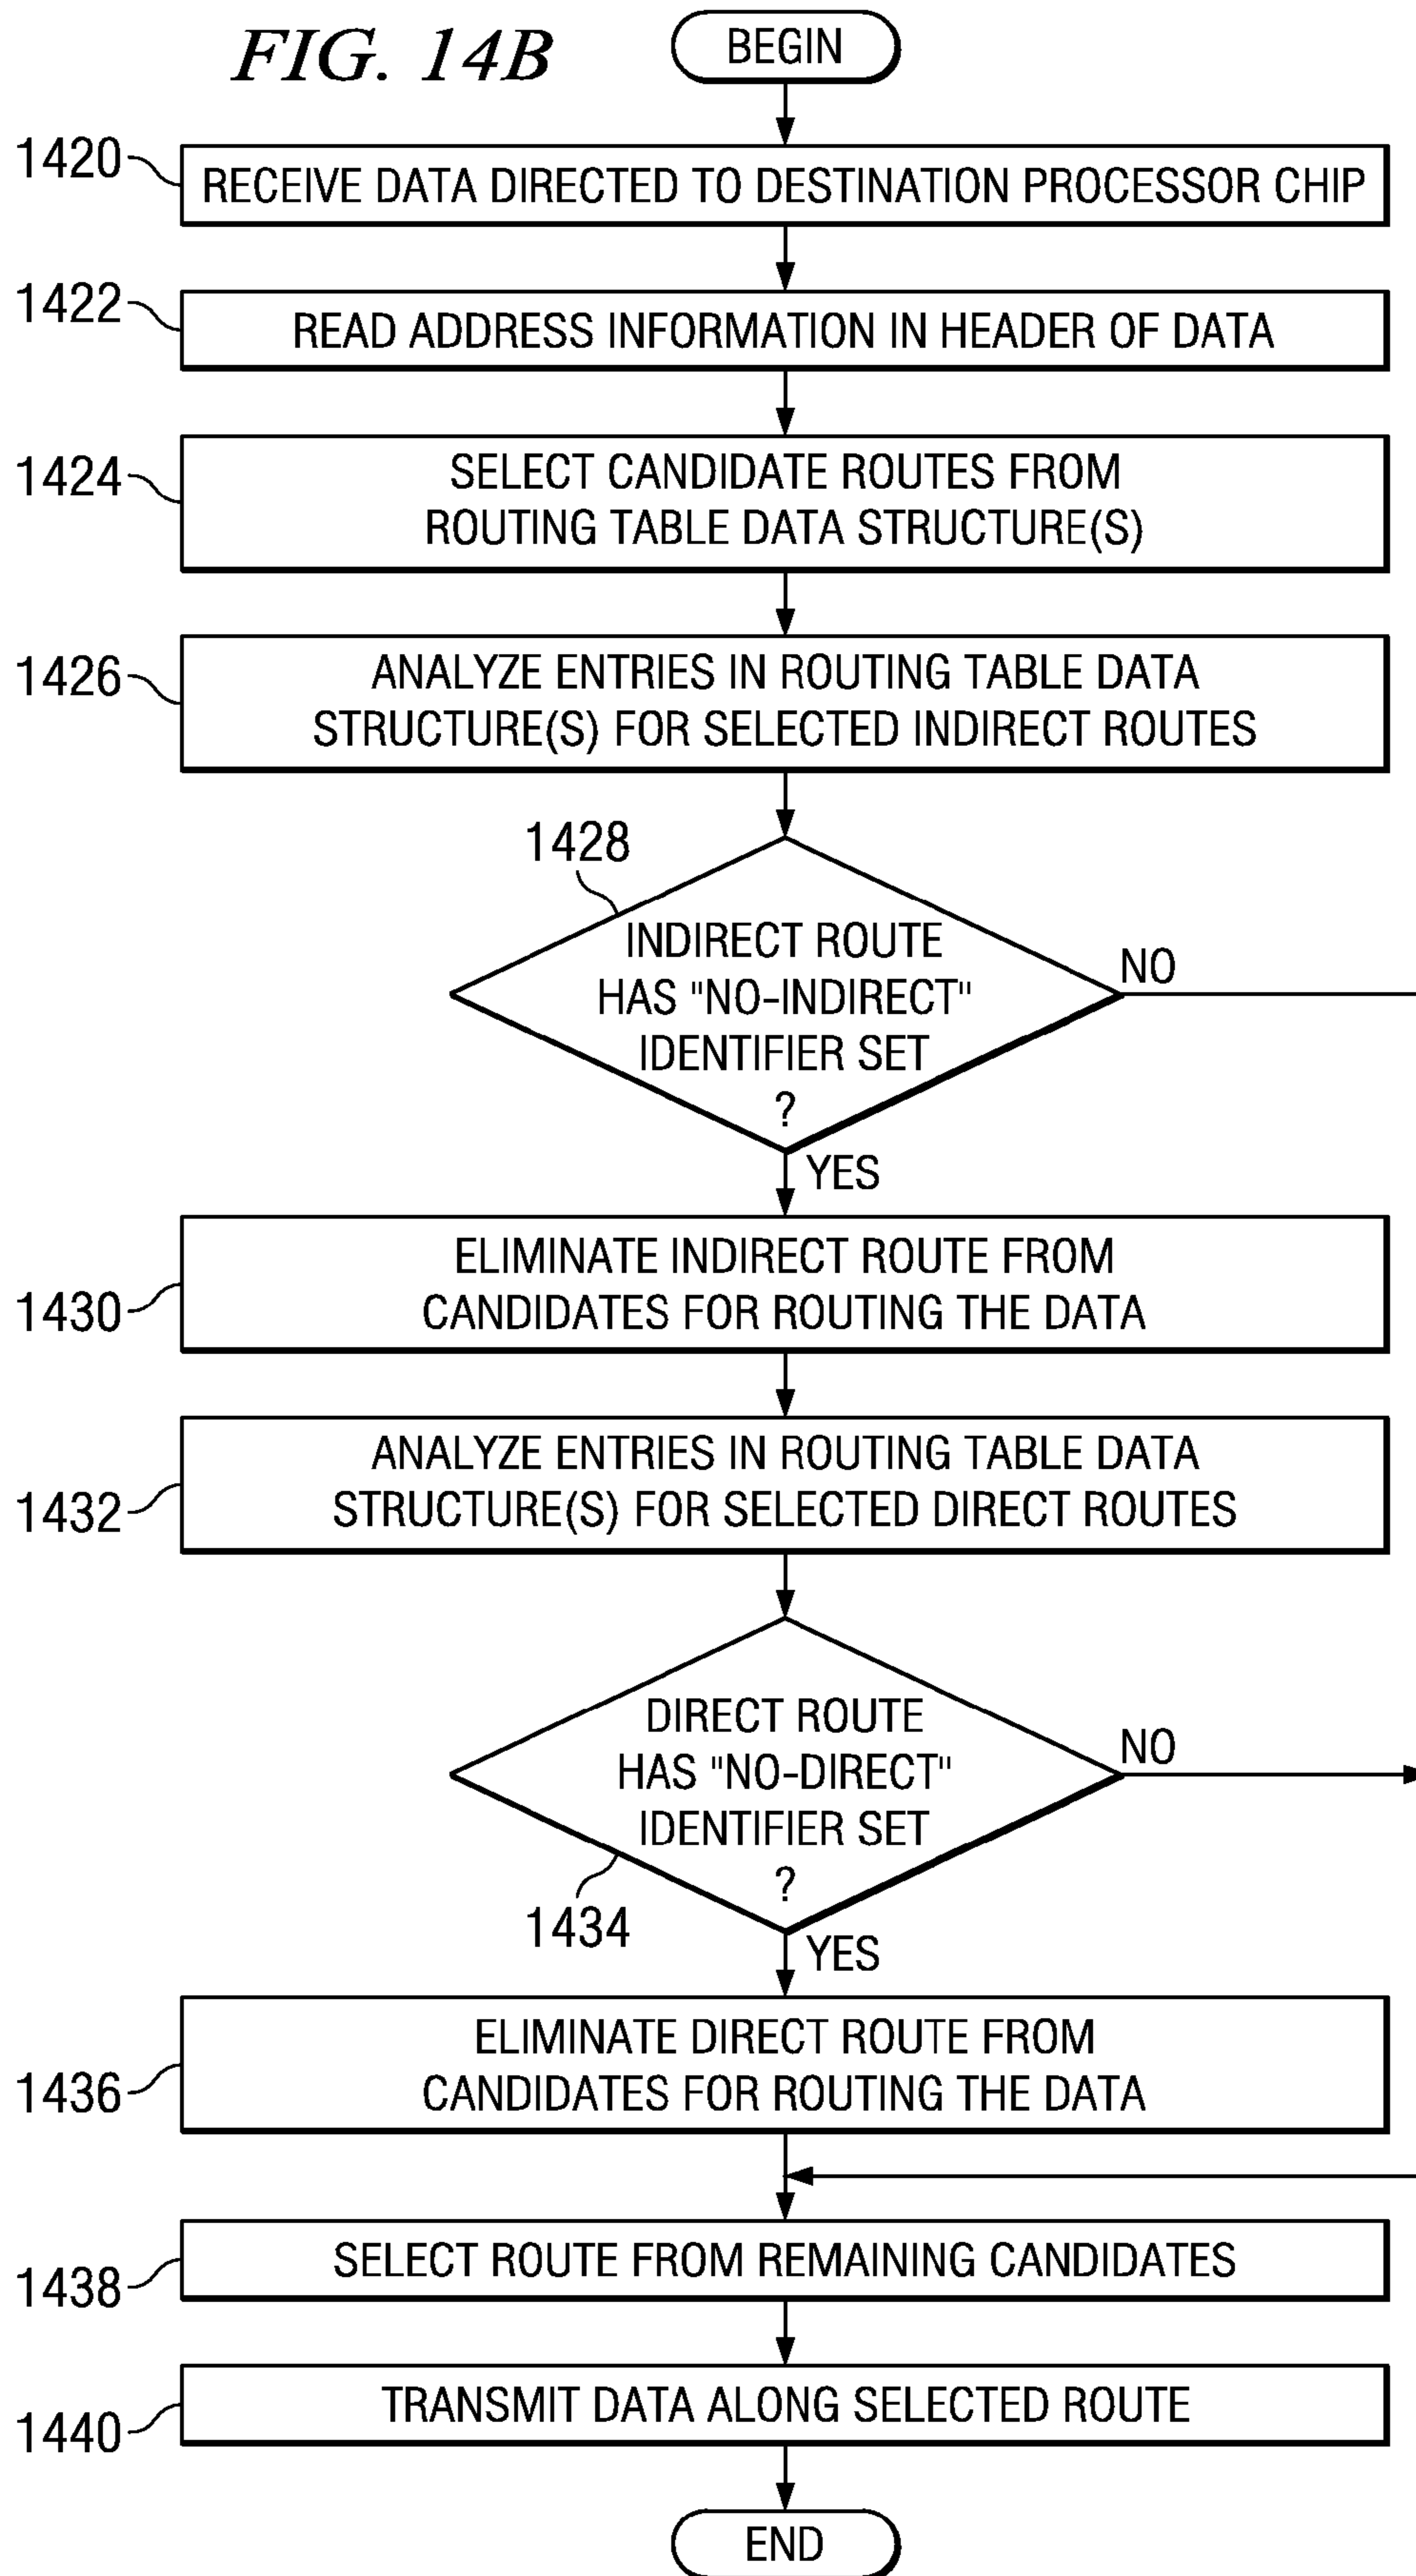 FIG. 14B
BEGIN
1420
RECEIVE DATA DIRECTED TO DESTINATION PROCESSOR CHIP
1422
READ ADDRESS INFORMATION IN HEADER OF DATA
1424
SELECT CANDIDATE ROUTES FROM
ROUTING TABLE DATA STRUCTURE(S)
1426
ANALYZE ENTRIES IN ROUTING TABLE DATA
STRUCTURE(S) FOR SELECTED INDIRECT ROUTES
1428
INDIRECT ROUTE
HAS "NO-INDIRECT"
IDENTIFIER SET
?
NO
YES
1430
ELIMINATE INDIRECT ROUTE FROM
CANDIDATES FOR ROUTING THE DATA
1432
ANALYZE ENTRIES IN ROUTING TABLE DATA
STRUCTURE(S) FOR SELECTED DIRECT ROUTES
DIRECT ROUTE
HAS "NO-DIRECT"
IDENTIFIER SET
?
NO
1434
YES
1436
ELIMINATE DIRECT ROUTE FROM
CANDIDATES FOR ROUTING THE DATA
1438
SELECT ROUTE FROM REMAINING CANDIDATES
1440
TRANSMIT DATA ALONG SELECTED ROUTE
END